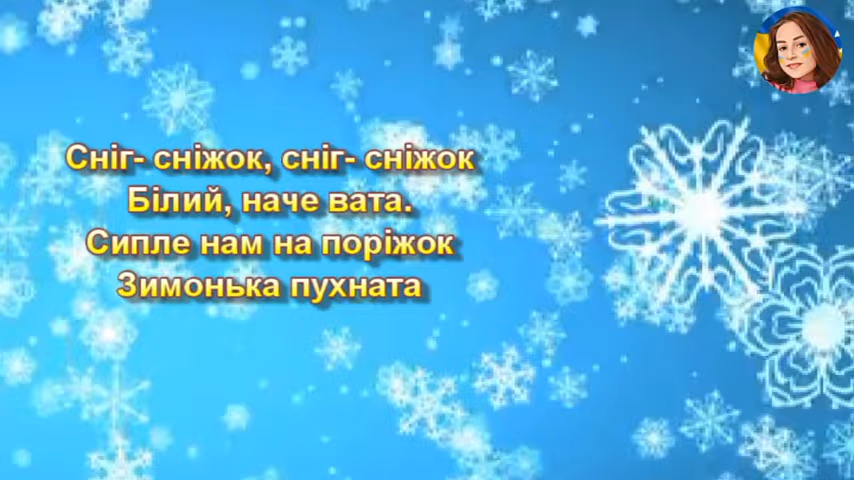 Сніг- сніжок, сніг- сніжок
Білий, наче вата.
Сипле нам на поріжок
Зимонька пухната